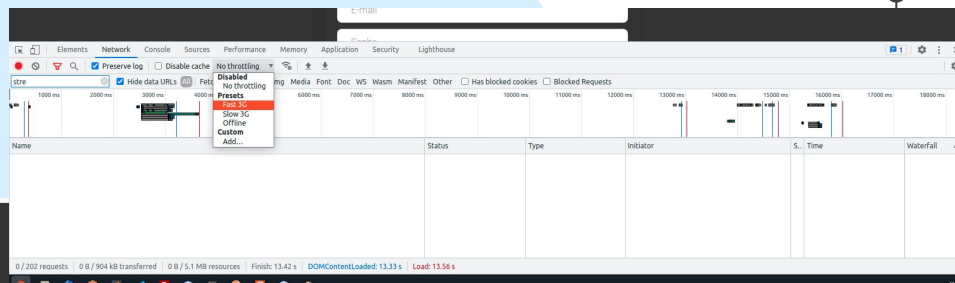 E-mail
Elements Network Console Sources Performance Memory Application Security Lighthouse 1
Preserve log Disable cache No throttling
stre Hide data URLs All Media Font Doc WS Wasm Manifest Other Has blocked cookies Blocked Requests
Disabled
No throttling
Presets
Fast 3G
Slow 3G
Offline
Custom
Add...
1000 ms 2000 ms 3000 ms 6000 ms 7000 ms 8000 ms 9000 ms 10000 ms 11000 ms 12000 ms 13000 ms 14000 ms 15000 ms 16000 ms 17000 ms 18000 ms
Name Status Type Initiator S.. Time Waterfall
0 / 202 requests 0 B / 904 kB transferred 0 B / 5.1 MB resources Finish: 13.42 s DOMContentLoaded: 13.33 s Load: 13.56 s